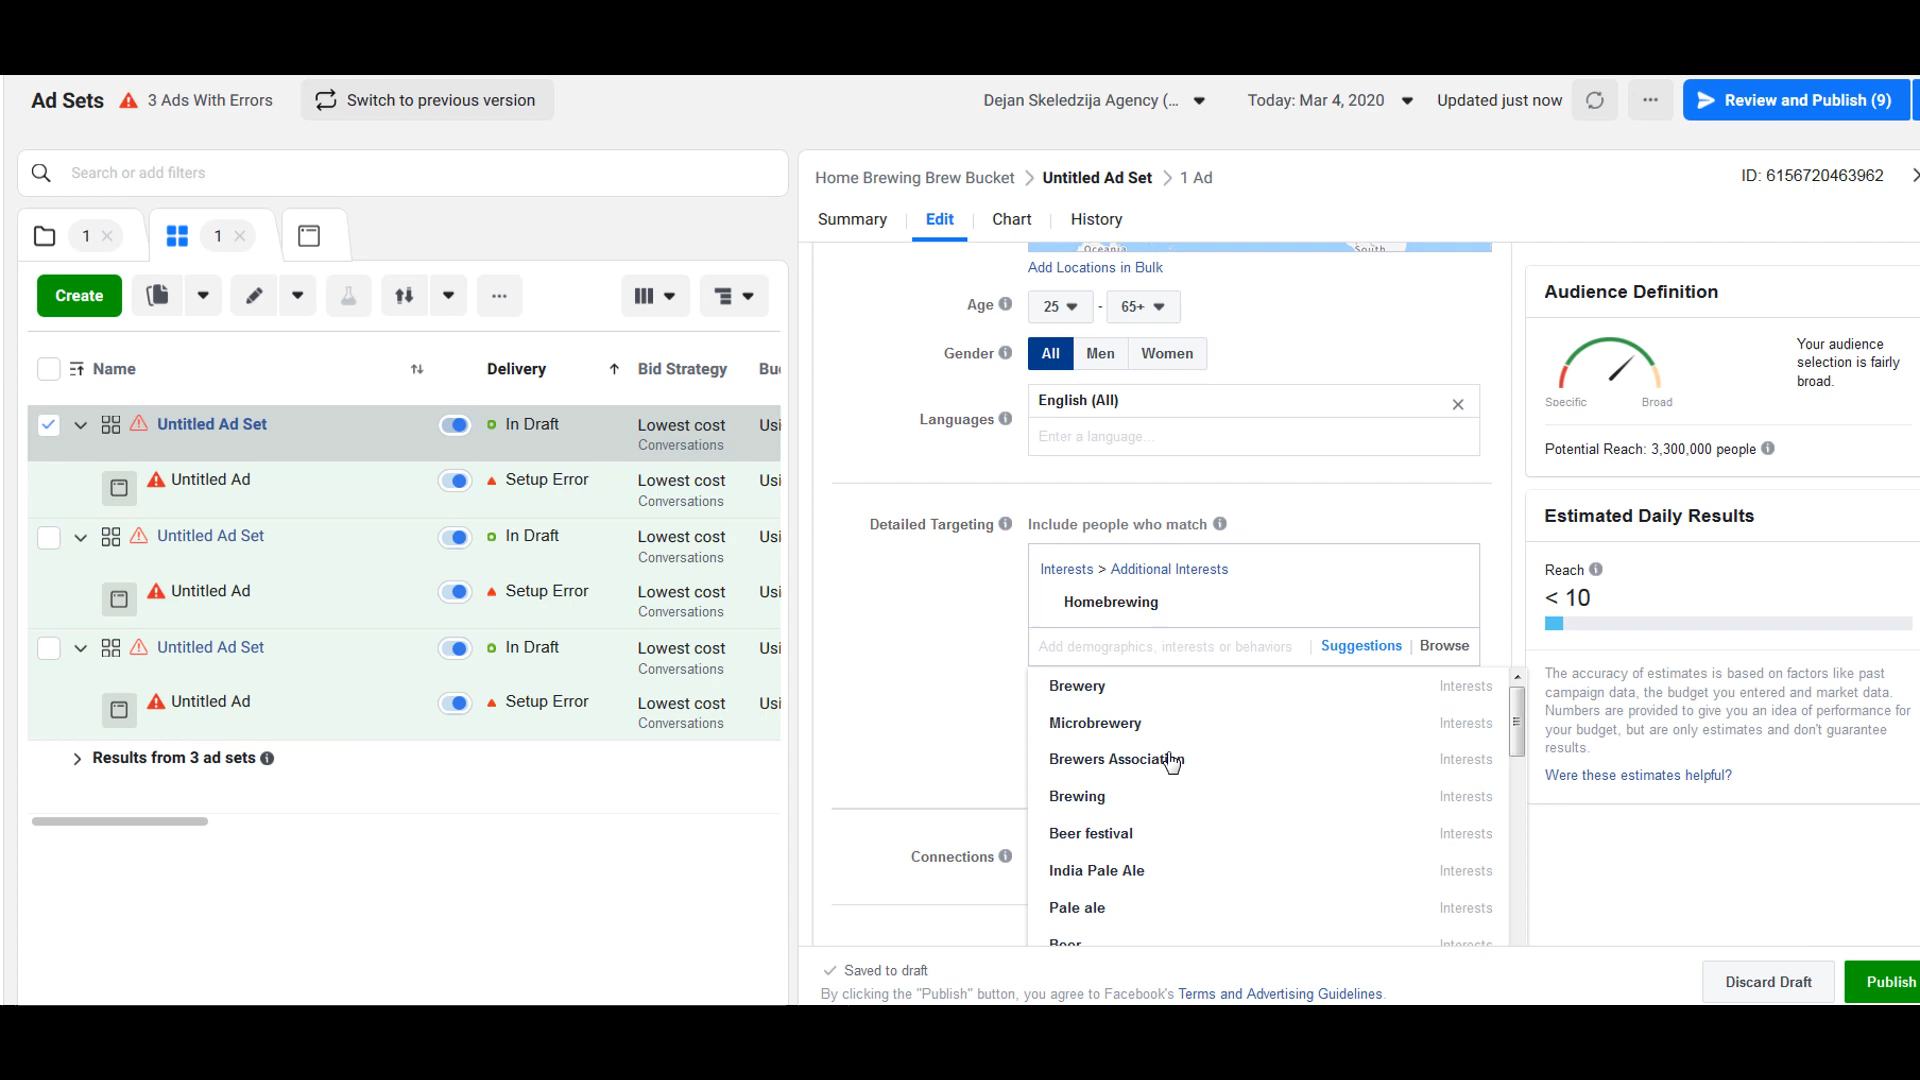 Ad Sets 3 Ads With Errors Switch to previous version Dejan Skeledzija Agency (... Today: Mar 4, 2020 Updated just now ... Review and Publish (9)
Search or add filters
Home Brewing Brew Bucket > Untitled Ad Set > 1 Ad ID: 6156720463962
Summary Edit Chart History
1 × 1 ×
Create ...
Name Delivery Bid Strategy Bu
Untitled Ad Set In Draft Lowest cost Usi
Conversations
Untitled Ad Setup Error Lowest cost Usi
Conversations
Untitled Ad Set In Draft Lowest cost Usi
Conversations
Untitled Ad Setup Error Lowest cost Usi
Conversations
Untitled Ad Set In Draft Lowest cost Usi
Conversations
Untitled Ad Setup Error Lowest cost Usi
Conversations
Results from 3 ad sets
Oceania South
Add Locations in Bulk
Age 25 - 65+
Gender All Men Women
Languages English (All)
Enter a language...
Detailed Targeting Include people who match
Interests > Additional Interests
Homebrewing
Add demographics, interests or behaviors | Suggestions | Browse
Brewery Interests
Microbrewery Interests
Brewers Association Interests
Brewing Interests
Beer festival Interests
India Pale Ale Interests
Pale ale Interests
Beer Interests
Connections
Saved to draft
By clicking the "Publish" button, you agree to Facebook's Terms and Advertising Guidelines.
Discard Draft Publish
Audience Definition
Your audience
selection is fairly
broad.
Specific Broad
Potential Reach: 3,300,000 people
Estimated Daily Results
Reach
< 10
The accuracy of estimates is based on factors like past
campaign data, the budget you entered and market data.
Numbers are provided to give you an idea of performance for
your budget, but are only estimates and don't guarantee
results.
Were these estimates helpful?